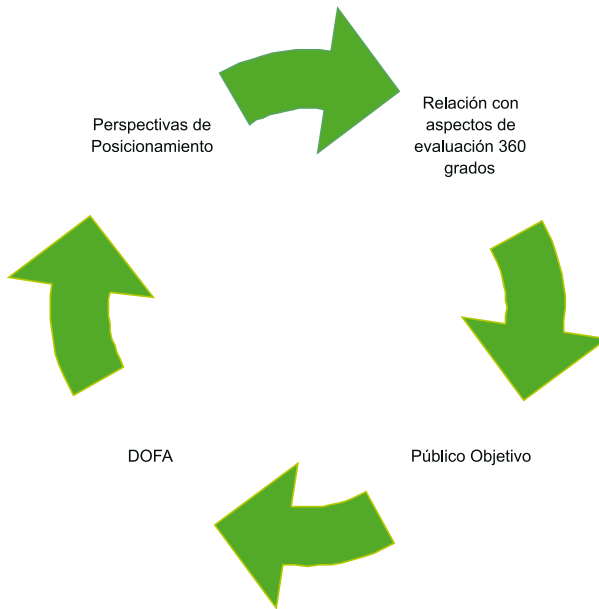 Perspectivas de
Posicionamiento
Relación con
aspectos de
evaluación 360
grados
DOFA
Público Objetivo